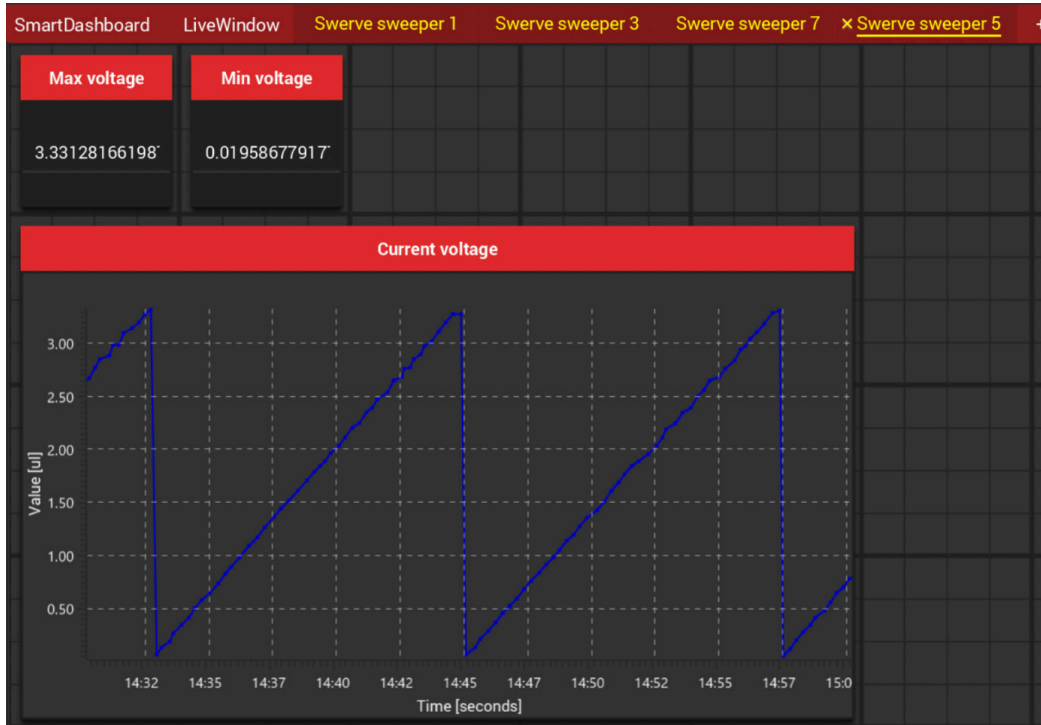 SmartDashboard LiveWindow Swerve sweeper 1 Swerve sweeper 3 Swerve sweeper 7 × Swerve sweeper 5 +
Max voltage Min voltage
3.33128166198 0.01958677917
Current voltage
3.00
2.50
2.00
1.50
1.00
0.50
Value [ul]
14:32 14:35 14:37 14:40 14:42 14:45 14:47 14:50 14:52 14:55 14:57 15:0
Time [seconds]